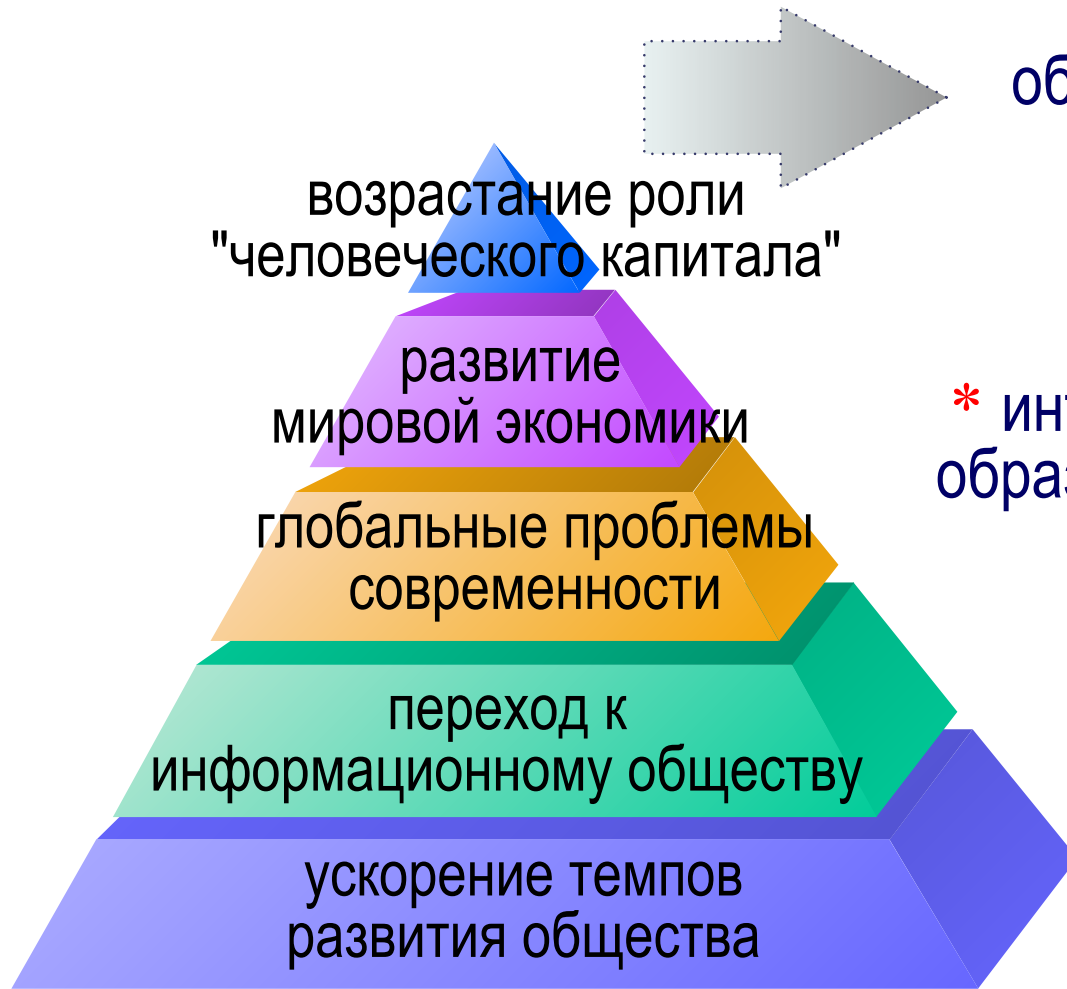 возрастание роли
"человеческого капитала"
развитие
мировой экономики
глобальные проблемы
современности
переход к
информационному обществу
ускорение темпов
развития общества
*